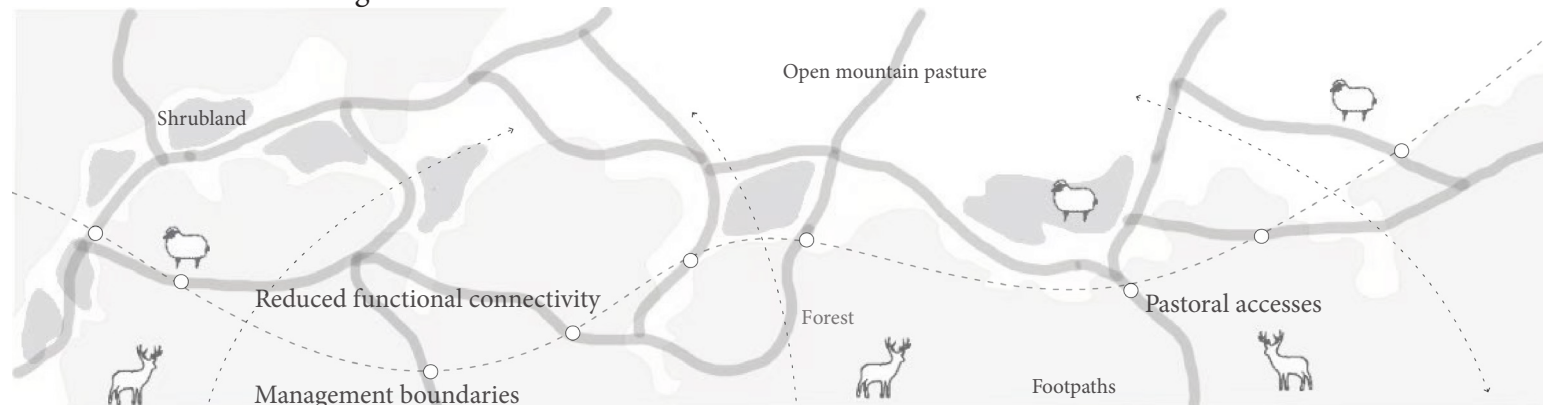 Open mountain pasture
Shrubland
Reduced functional connectivity
Pastoral accesses
Forest
Footpaths
Management boundaries